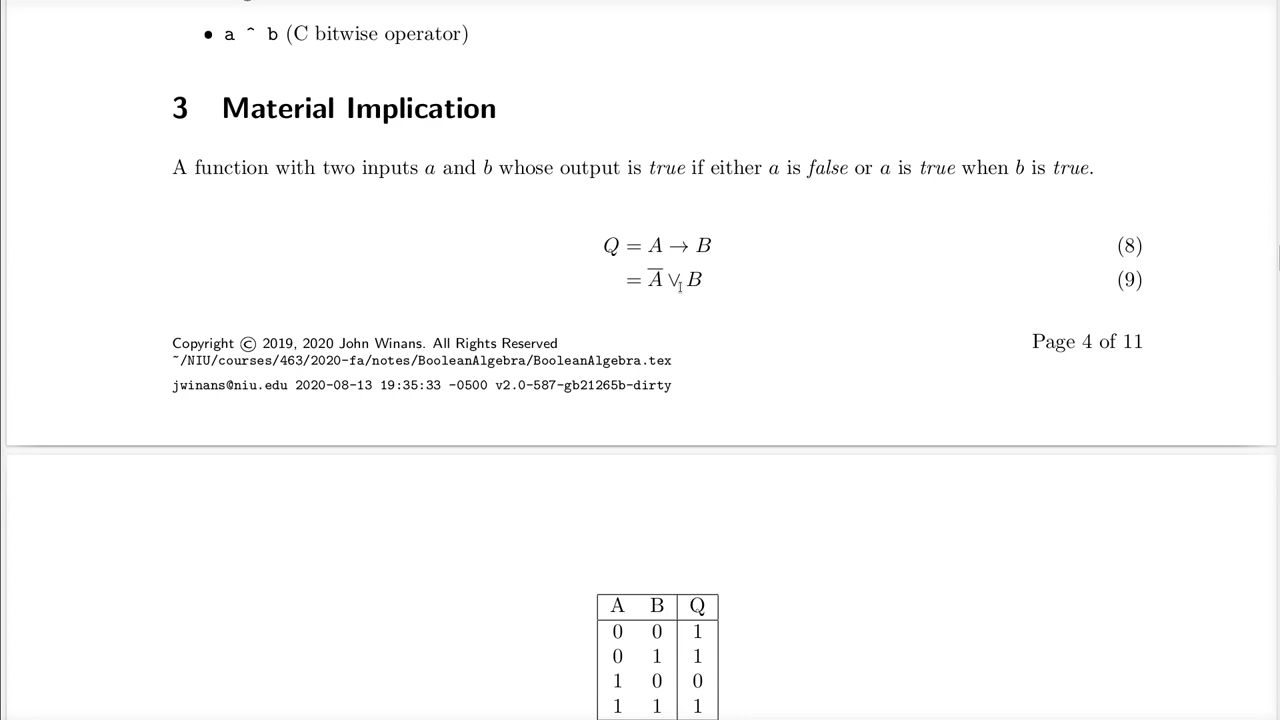 • a ^ b (C bitwise operator)
3 Material Implication
A function with two inputs a and b whose output is true if either a is false or a is true when b is true.
Q = A → B (8)
= A̅ ∨ B (9)
Copyright © 2019, 2020 John Winans. All Rights Reserved
~/NIU/courses/463/2020-fa/notes/BooleanAlgebra/BooleanAlgebra.tex
jwinans@niu.edu 2020-08-13 19:35:33 -0500 v2.0-587-gb21265b-dirty
Page 4 of 11
A B Q
0 0 1
0 1 1
1 0 0
1 1 1